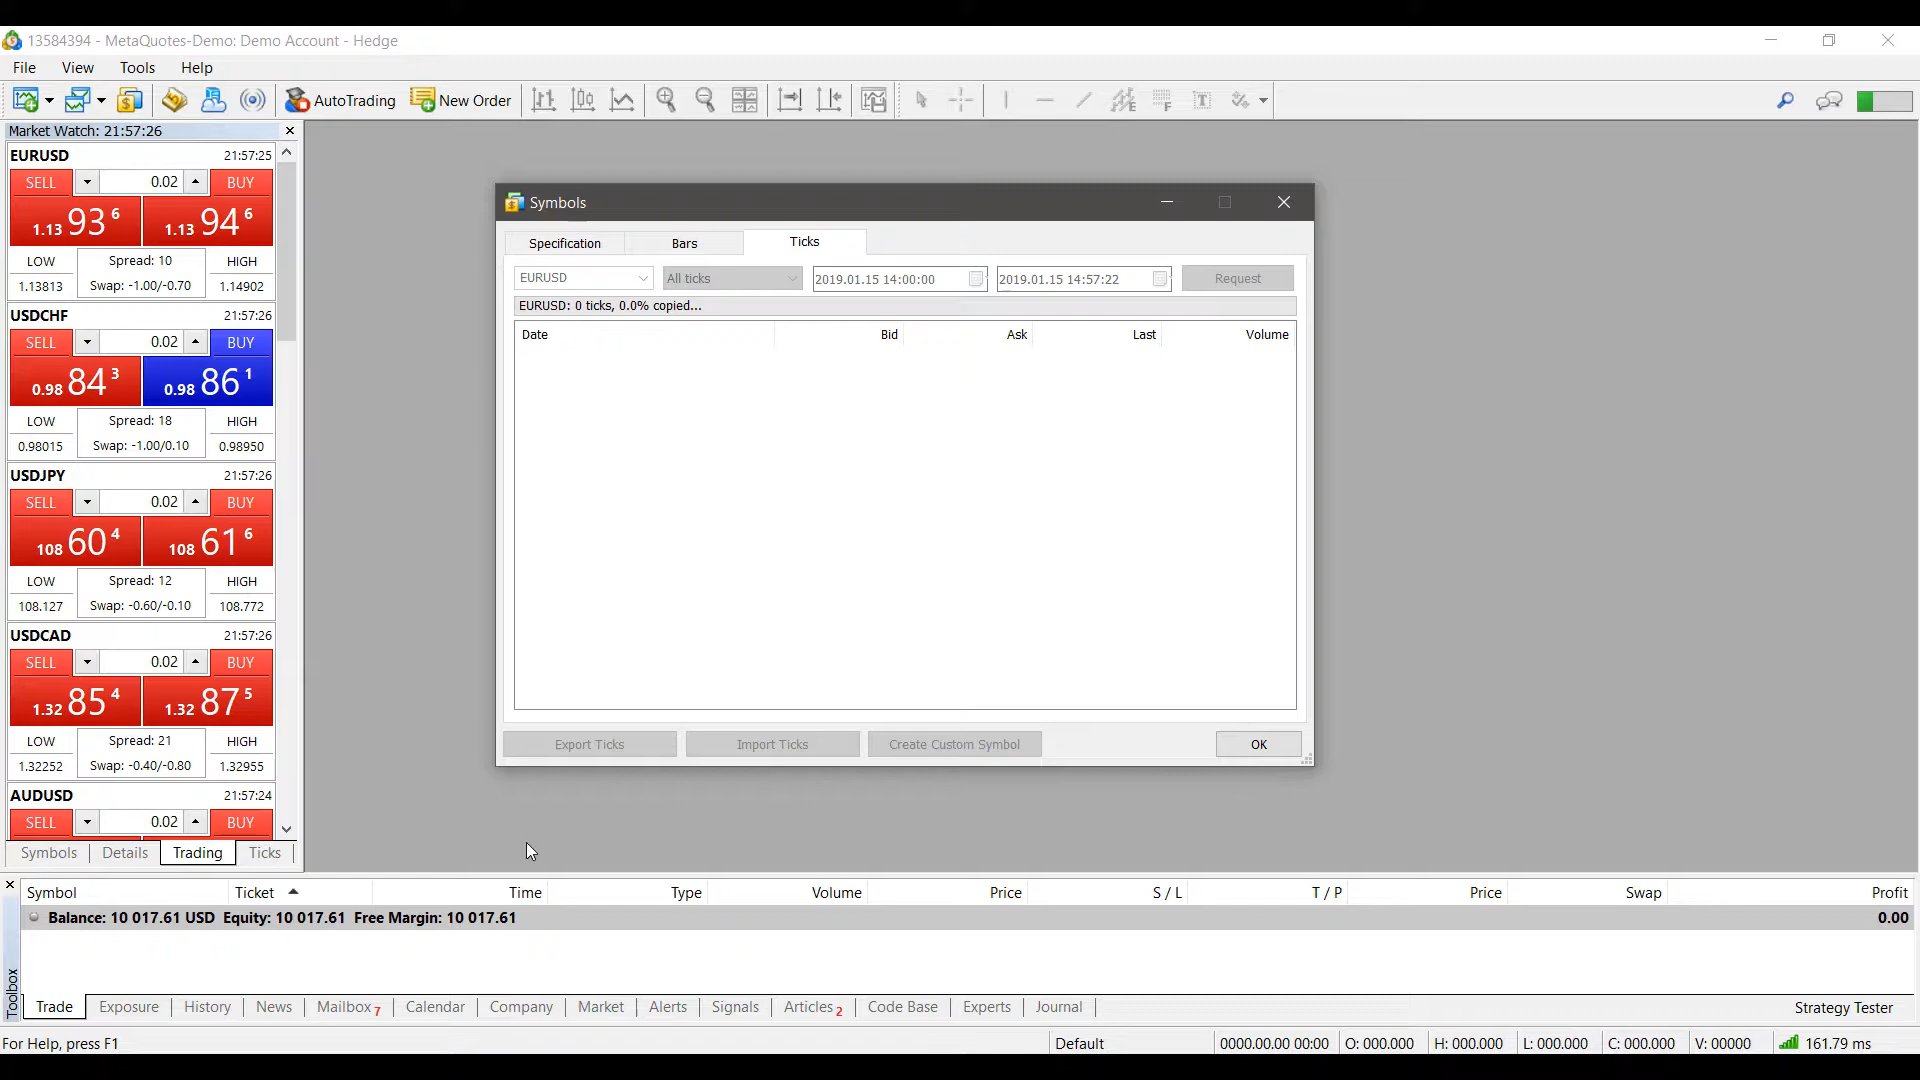 13584394 - MetaQuotes-Demo: Demo Account - Hedge
File View Tools Help
AutoTrading New Order
Market Watch: 21:57:26
EURUSD 21:57:25
SELL 0.02 BUY
1.13 93 6 1.13 94 6
LOW Spread: 10 HIGH
1.13813 Swap: -1.00/-0.70 1.14902
USDCHF 21:57:26
SELL 0.02 BUY
0.98 84 3 0.98 86 1
LOW Spread: 18 HIGH
0.98015 Swap: -1.00/0.10 0.98950
USDJPY 21:57:26
SELL 0.02 BUY
108 60 4 108 61 6
LOW Spread: 12 HIGH
108.127 Swap: -0.60/-0.10 108.772
USDCAD 21:57:26
SELL 0.02 BUY
1.32 85 4 1.32 87 5
LOW Spread: 21 HIGH
1.32252 Swap: -0.40/-0.80 1.32955
AUDUSD 21:57:24
SELL 0.02 BUY
Symbols Details Trading Ticks
Symbols
Specification Bars Ticks
EURUSD All ticks 2019.01.15 14:00:00 2019.01.15 14:57:22 Request
EURUSD: 0 ticks, 0.0% copied...
Date Bid Ask Last Volume
Export Ticks Import Ticks Create Custom Symbol OK
Symbol Ticket Time Type Volume Price S / L T / P Price Swap Profit
Balance: 10 017.61 USD Equity: 10 017.61 Free Margin: 10 017.61 0.00
Toolbox
Trade Exposure History News Mailbox 7 Calendar Company Market Alerts Signals Articles 2 Code Base Experts Journal Strategy Tester
For Help, press F1 Default 0000.00.00 00:00 O: 000.000 H: 000.000 L: 000.000 C: 000.000 V: 00000 161.79 ms